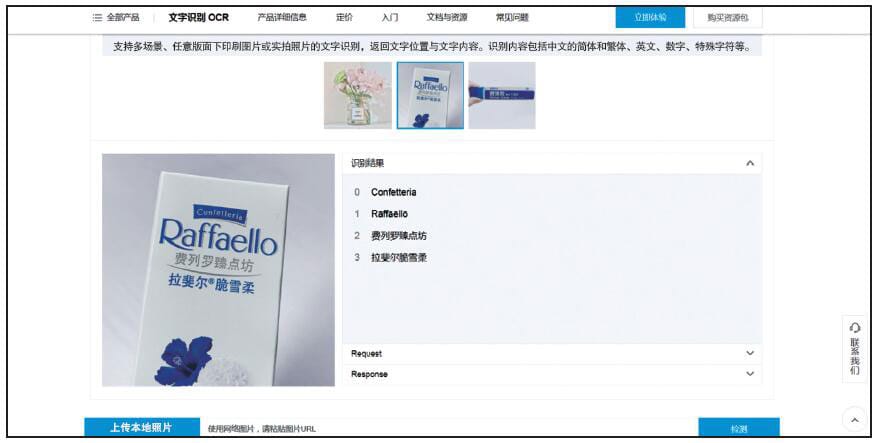 全部产品
文字识别 OCR
产品详细信息
定价
入门
文档与资源
常见问题
立即体验
购买资源包
支持多场景、任意版面下印刷图片或实拍照片的文字识别，返回文字位置与文字内容。识别内容包括中文的简体和繁体、英文、数字、特殊字符等。
Raffaello
Confetteria
Raffaello
费列罗臻点坊
拉斐尔®脆雪柔
识别结果
0 Confetteria
1 Raffaello
2 费列罗臻点坊
3 拉斐尔脆雪柔
Request
Response
联系我们
上传本地照片
使用网络图片，请粘贴图片URL
检测